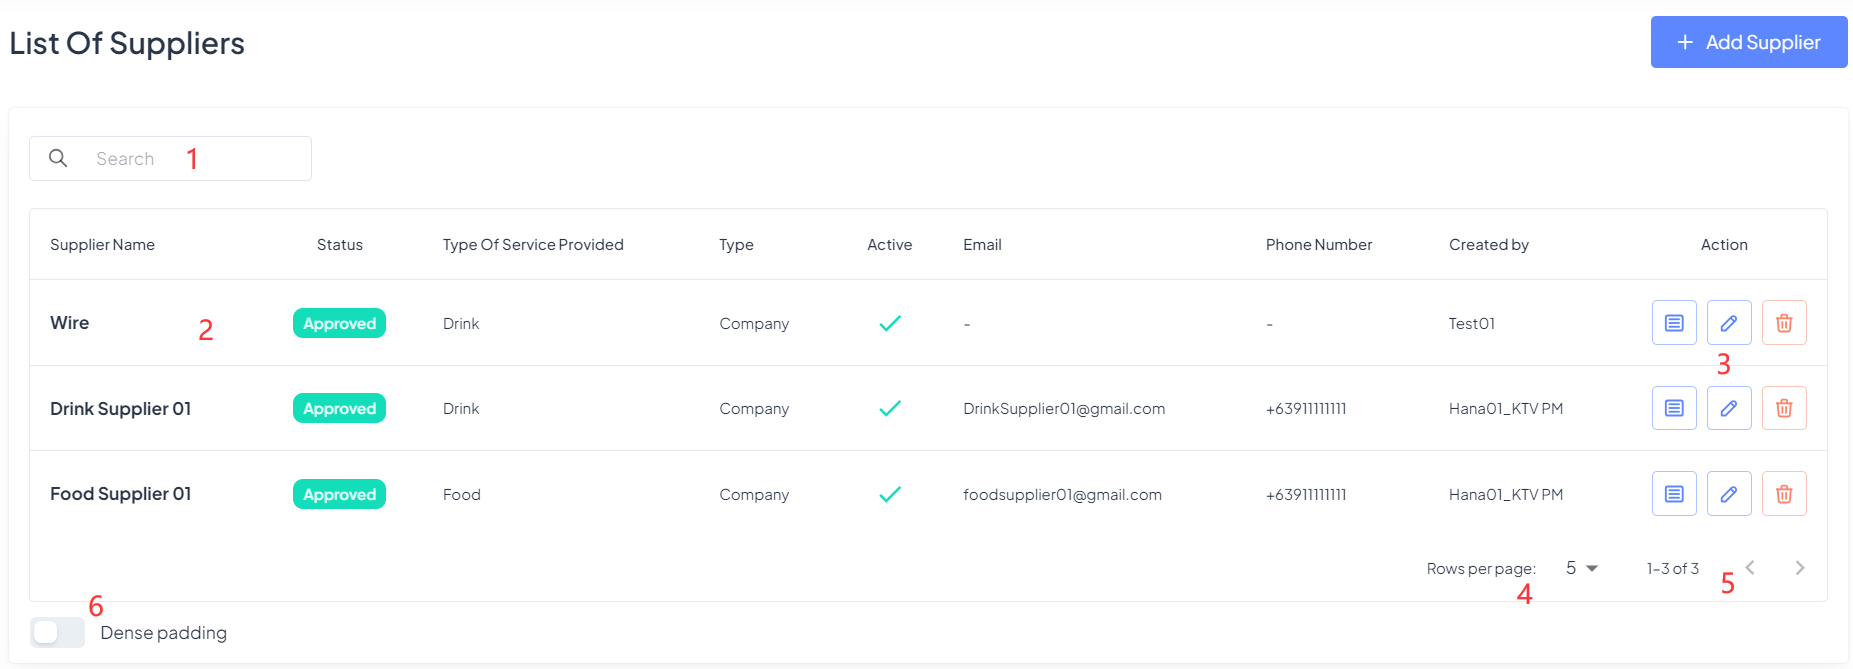 List Of Suppliers
+ Add Supplier
Search 1
Supplier Name Status Type Of Service Provided Type Active Email Phone Number Created by Action
Wire 2 Approved Drink Company - - Test01
3
Drink Supplier 01 Approved Drink Company DrinkSupplier01@gmail.com +63911111111 Hana01_KTV PM
Food Supplier 01 Approved Food Company foodsupplier01@gmail.com +63911111111 Hana01_KTV PM
Rows per page: 5 1-3 of 3
4 5
6
Dense padding